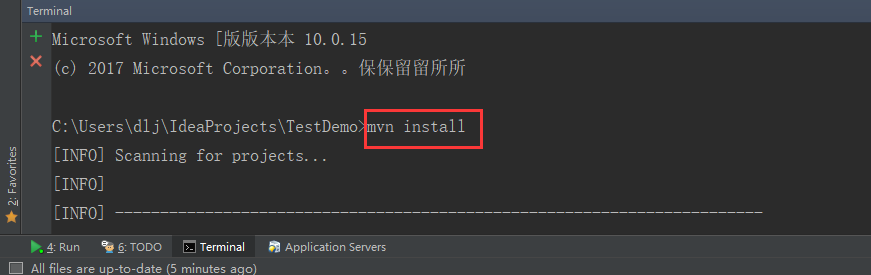 Terminal
Microsoft Windows [版版本本 10.0.15
(c) 2017 Microsoft Corporation。。保保留留所所
C:\Users\dlj\IdeaProjects\TestDemo>mvn install
[INFO] Scanning for projects...
[INFO]
[INFO] ------------------------------------------------------------------------
2: Favorites
4: Run 6: TODO Terminal Application Servers
All files are up-to-date (5 minutes ago)